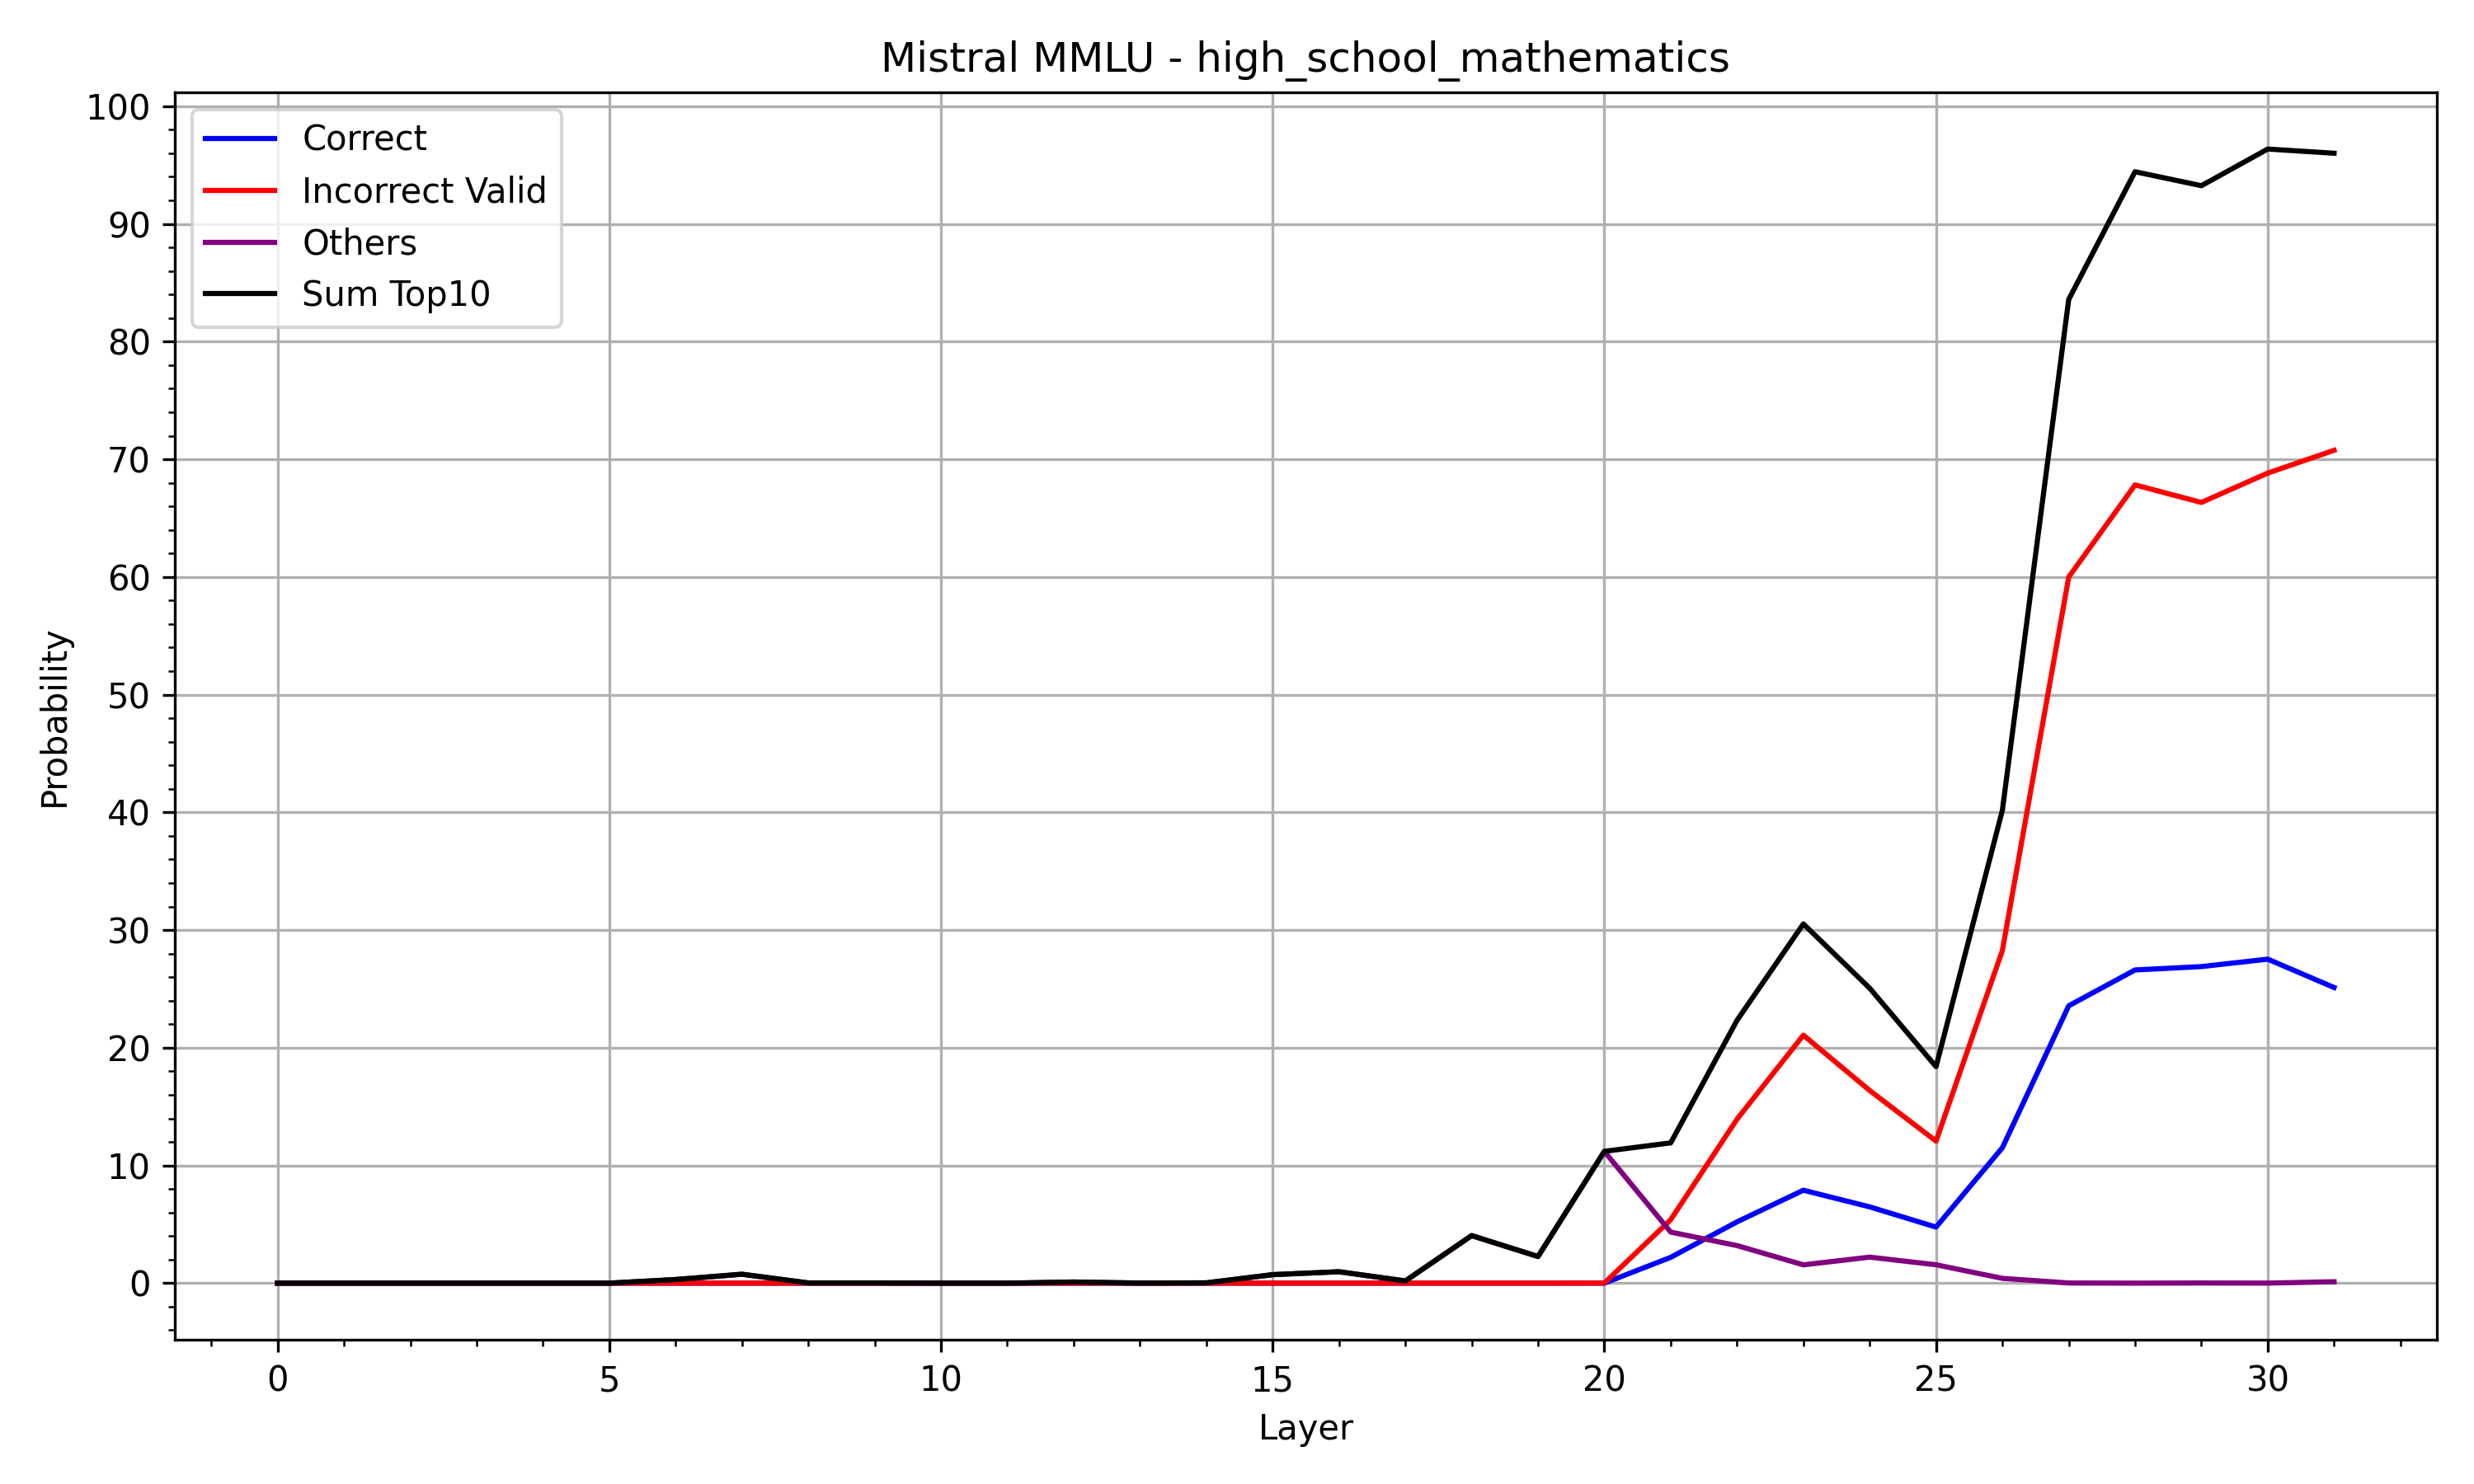 Mistral MMLU - high_school_mathematics
Correct
Incorrect Valid
Others
Sum Top10
Probability
100
90
80
70
60
50
40
30
20
10
0
0 5 10 15 20 25 30
Layer